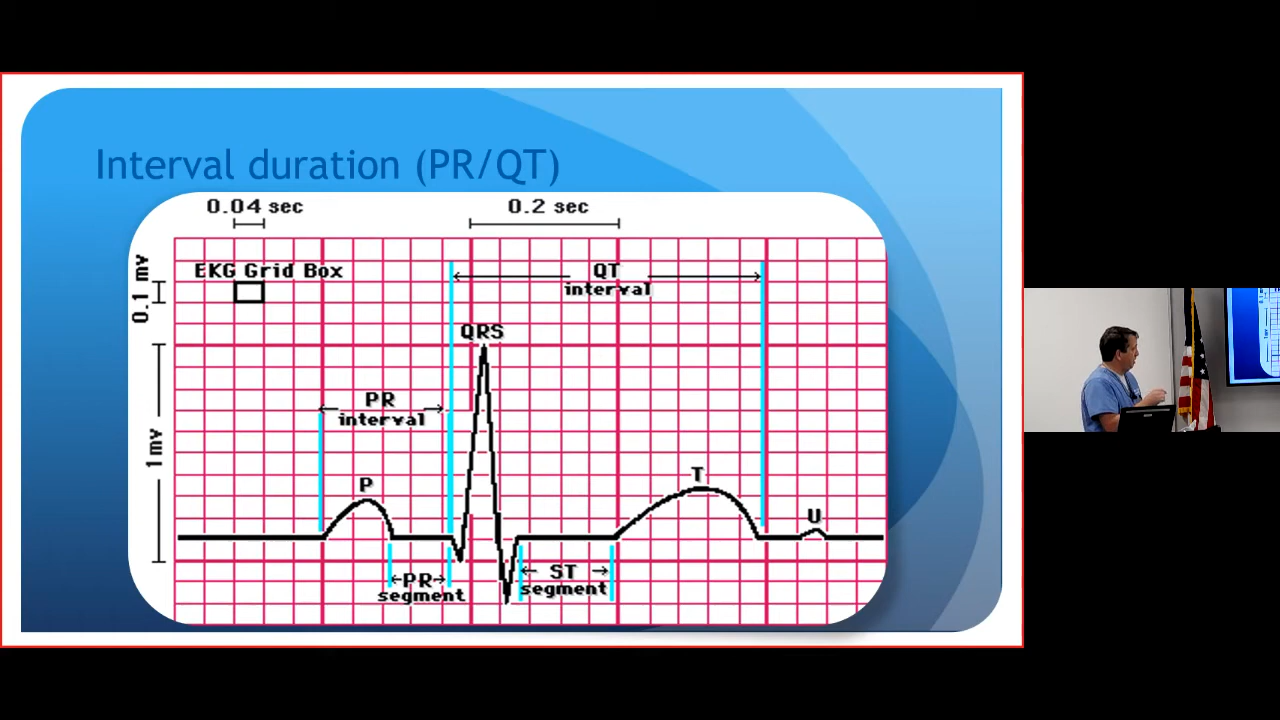 Interval duration (PR/QT)
0.04 sec
0.2 sec
0.1 mv
EKG Grid Box
QT
interval
QRS
PR
interval
1 mv
P
T
U
PR
segment
ST
segment